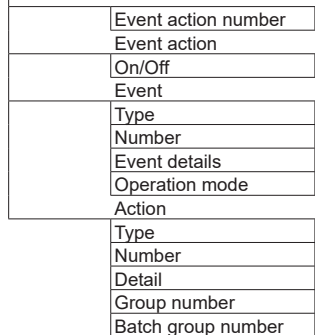 Event action number
Event action
On/Off
Event
Type
Number
Event details
Operation mode
Action
Type
Number
Detail
Group number
Batch group number